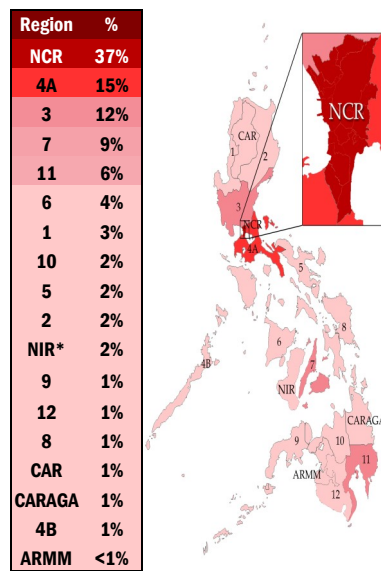 Region %
NCR 37%
4A 15%
3 12%
7 9%
11 6%
6 4%
1 3%
10 2%
5 2%
2 2%
NIR* 2%
9 1%
12 1%
8 1%
CAR 1%
CARAGA 1%
4B 1%
ARMM <1%
NCR
CAR
1
2
3
NCR
4A
5
6
8
4B
7
NIR
CARAGA
9
10
11
ARMM
12